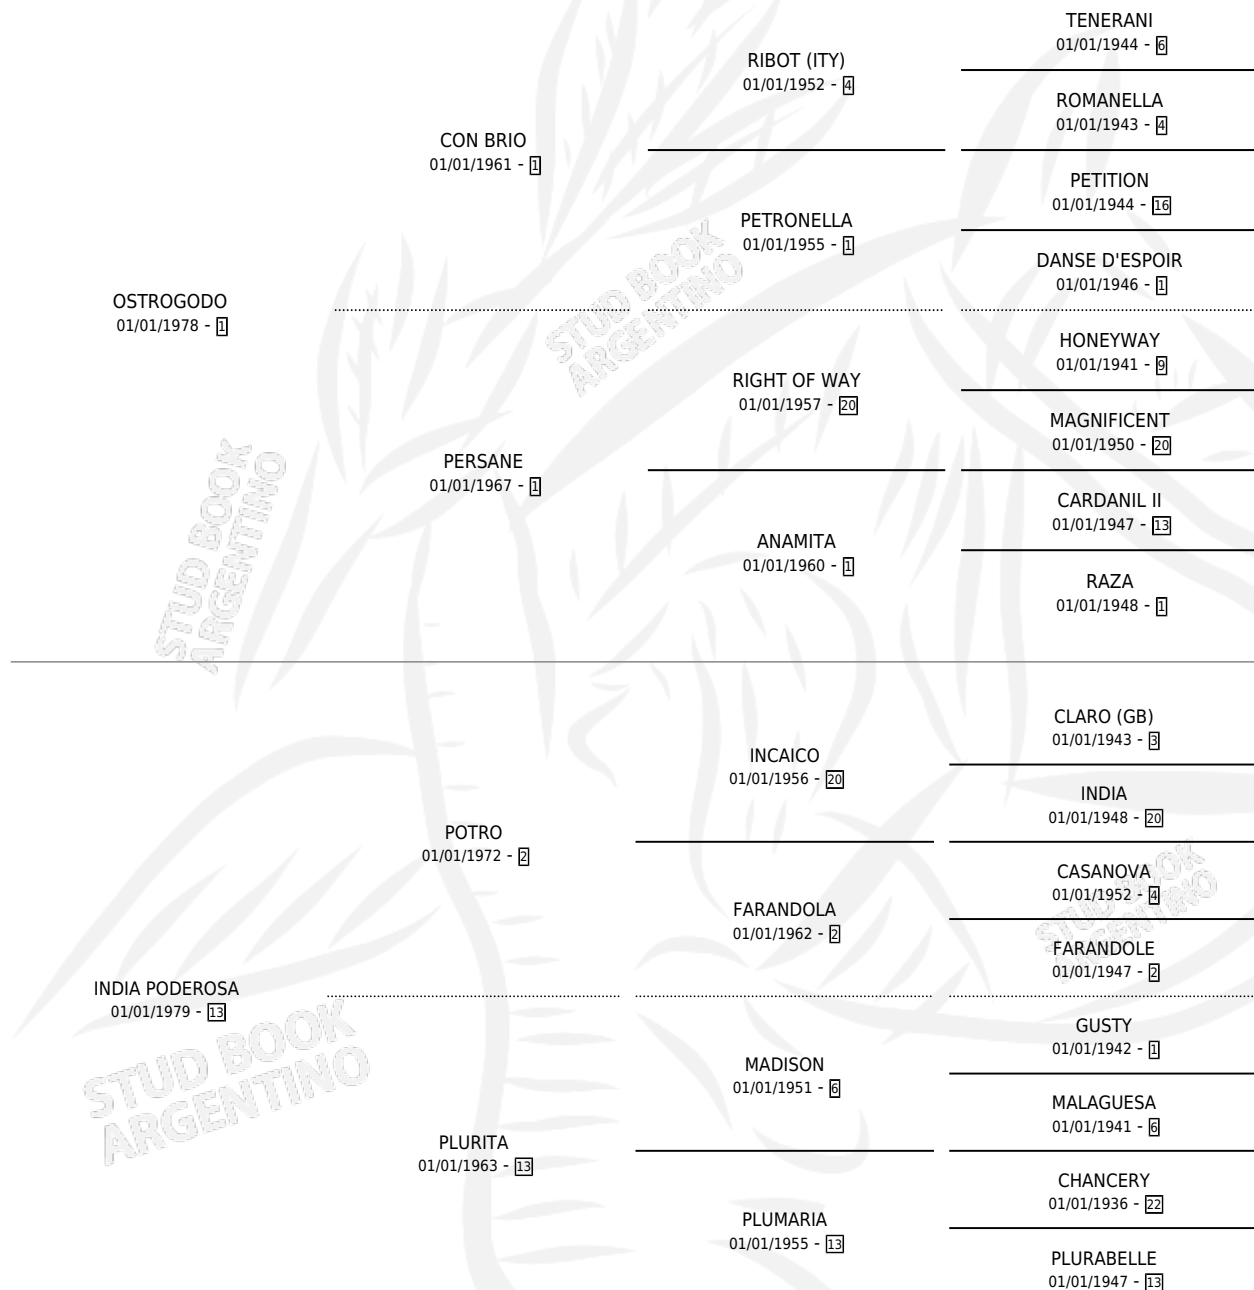 TENERANI
01/01/1944 - 6
RIBOT (ITY)
01/01/1952 - 4
ROMANELLA
01/01/1943 - 4
CON BRIO
01/01/1961 - 1
PETITION
01/01/1944 - 16
PETRONELLA
01/01/1955 - 1
DANSE D'ESPOIR
01/01/1946 - 1
OSTROGODO
01/01/1978 - 1
HONEYWAY
01/01/1941 - 9
RIGHT OF WAY
01/01/1957 - 20
MAGNIFICENT
01/01/1950 - 20
PERSANE
01/01/1967 - 1
CARDANIL II
01/01/1947 - 13
ANAMITA
01/01/1960 - 1
RAZA
01/01/1948 - 1
CLARO (GB)
01/01/1943 - 3
INCAICO
01/01/1956 - 20
INDIA
01/01/1948 - 20
POTRO
01/01/1972 - 2
CASANOVA
01/01/1952 - 4
FARANDOLA
01/01/1962 - 2
FARANDOLE
01/01/1947 - 2
INDIA PODEROSA
01/01/1979 - 13
GUSTY
01/01/1942 - 1
MADISON
01/01/1951 - 6
MALAGUESA
01/01/1941 - 6
PLURITA
01/01/1963 - 13
CHANCERY
01/01/1936 - 22
PLUMARIA
01/01/1955 - 13
PLURABELLE
01/01/1947 - 13
STUD BOOK
ARGENTINO
STUD BOOK
ARGENTINO
STUD BOOK
ARGENTINO
STUD BOOK
ARGENTINO